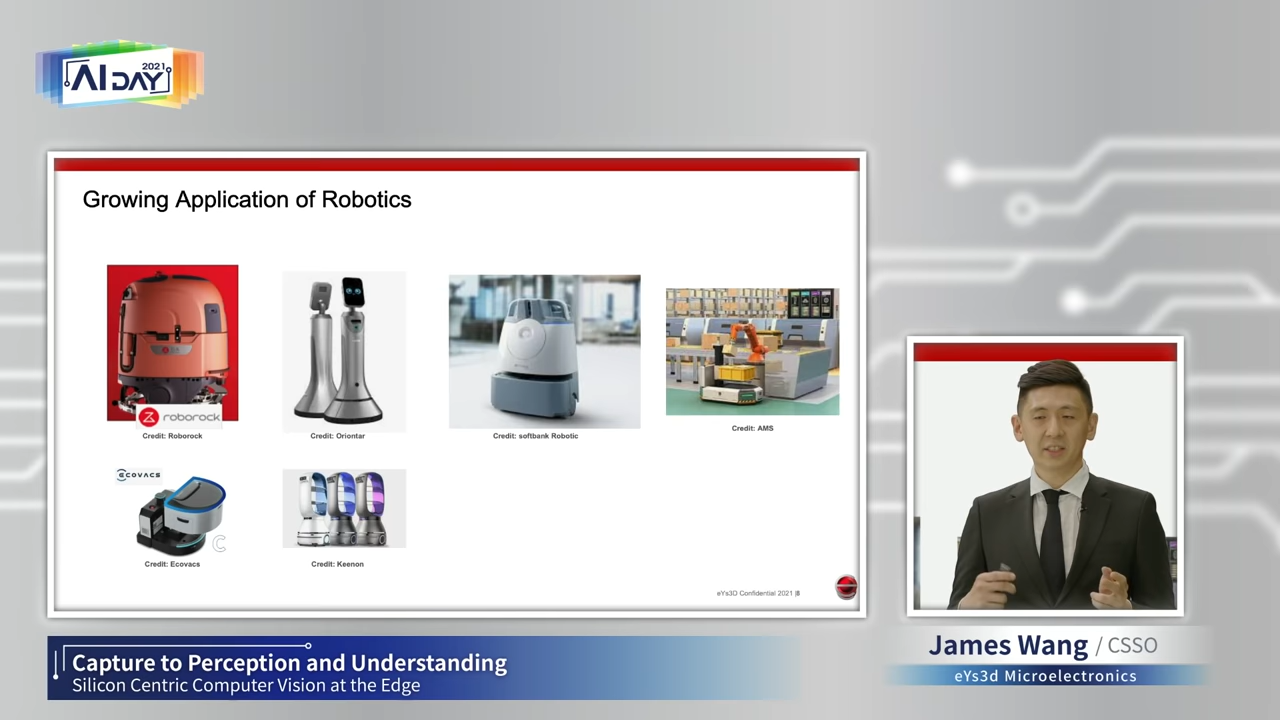 2021
AI DAY
Growing Application of Robotics
roborock
Credit: Roborock
Credit: Oriontar
Credit: softbank Robotic
Credit: AMS
ECOVACS
Credit: Ecovacs
Credit: Keenon
eYs3D Confidential 2021 |8
James Wang / CSSO
eYs3d Microelectronics
Capture to Perception and Understanding
Silicon Centric Computer Vision at the Edge